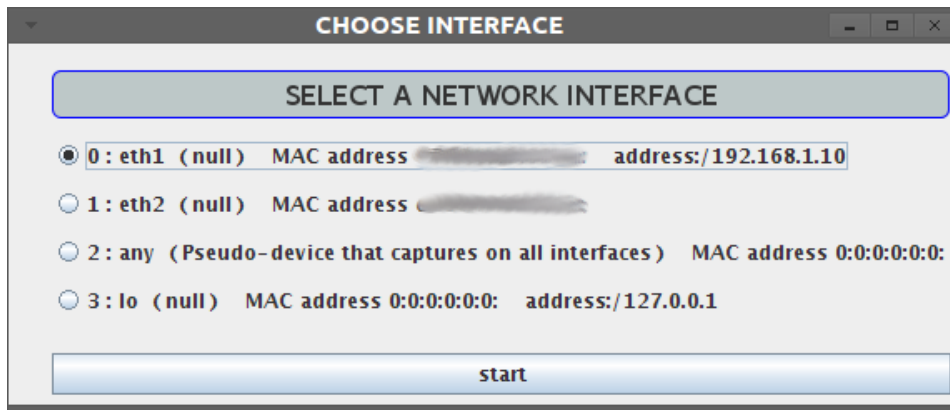 CHOOSE INTERFACE
SELECT A NETWORK INTERFACE
0 : eth1 (null) MAC address address:/192.168.1.10
1 : eth2 (null) MAC address
2 : any (Pseudo-device that captures on all interfaces) MAC address 0:0:0:0:0:0:
3 : lo (null) MAC address 0:0:0:0:0:0: address:/127.0.0.1
start